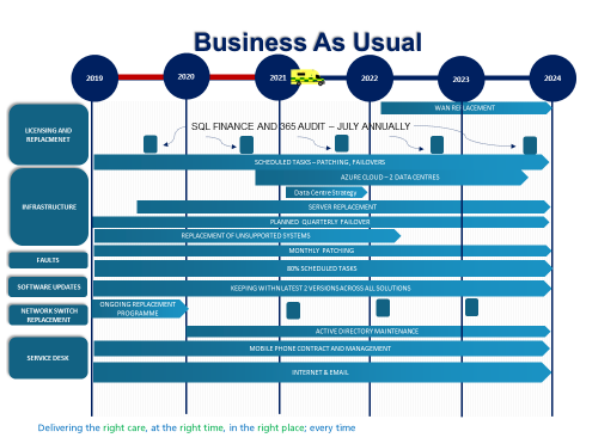 Business As Usual
2019
2020
2021
2022
2023
2024
WAN REPLACEMENT
LICENSING AND
REPLACMENET
SQL FINANCE AND 365 AUDIT – JULY ANNUALLY
SCHEDULED TASKS – PATCHING, FAILOVERS
AZURE CLOUD – 2 DATA CENTRES
Data Centre Strategy
INFRASTRUCTURE
SERVER REPLACEMENT
PLANNED QUARTERLY FAILOVER
REPLACEMENT OF UNSUPPORTED SYSTEMS
MONTHLY PATCHING
FAULTS
80% SCHEDULED TASKS
SOFTWARE UPDATES
KEEPING WITHIN LATEST 2 VERSIONS ACROSS ALL SOLUTIONS
NETWORK SWITCH
REPLACEMENT
ONGOING REPLACEMENT
PROGRAMME
ACTIVE DIRECTORY MAINTENANCE
SERVICE DESK
MOBILE PHONE CONTRACT AND MANAGEMENT
INTERNET & EMAIL
Delivering the right care, at the right time, in the right place; every time